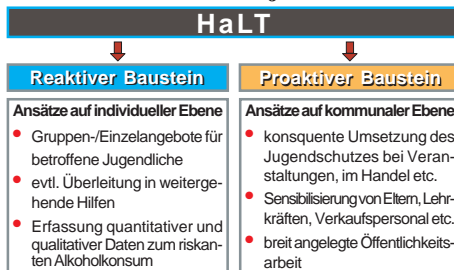 HaLT
Reaktiver Baustein
Ansätze auf individueller Ebene
• Gruppen-/Einzelangebote für
betroffene Jugendliche
• evtl. Überleitung in weiterge-
hende Hilfen
• Erfassung quantitativer und
qualitativer Daten zum riskan-
ten Alkoholkonsum
Proaktiver Baustein
Ansätze auf kommunaler Ebene
• konsquente Umsetzung des
Jugendschutzes bei Veran-
staltungen, im Handel etc.
• Sensibilisierung von Eltern, Lehr-
kräften, Verkaufspersonal etc.
• breit angelegte Öffentlichkeits-
arbeit